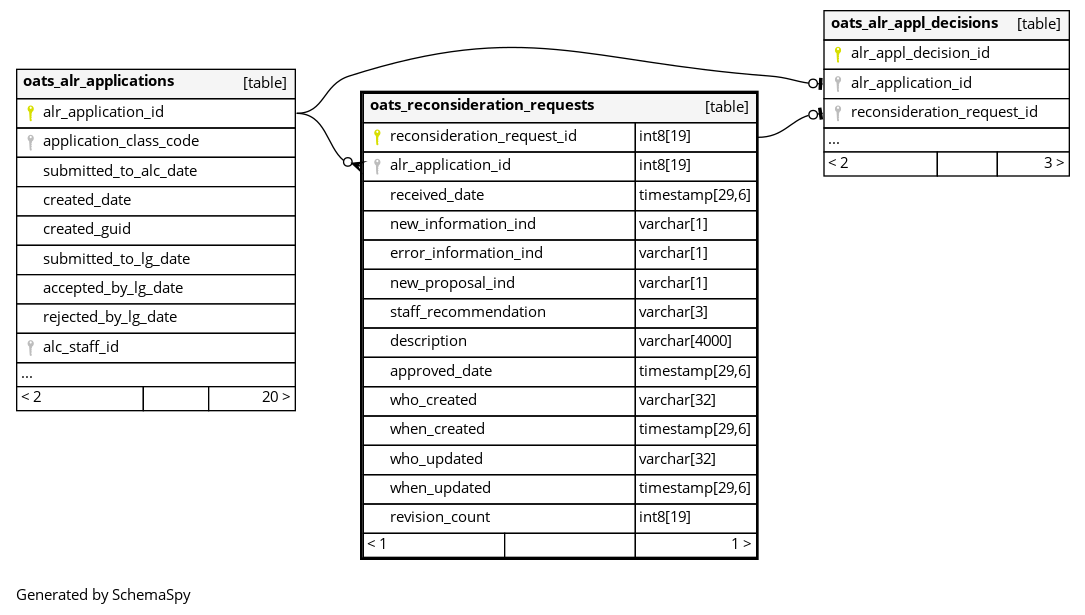 oats_alr_applications [table]
alr_application_id
application_class_code
submitted_to_alc_date
created_date
created_guid
submitted_to_lg_date
accepted_by_lg_date
rejected_by_lg_date
alc_staff_id
...
< 2 20 >
oats_reconsideration_requests [table]
reconsideration_request_id int8[19]
alr_application_id int8[19]
received_date timestamp[29,6]
new_information_ind varchar[1]
error_information_ind varchar[1]
new_proposal_ind varchar[1]
staff_recommendation varchar[3]
description varchar[4000]
approved_date timestamp[29,6]
who_created varchar[32]
when_created timestamp[29,6]
who_updated varchar[32]
when_updated timestamp[29,6]
revision_count int8[19]
< 1 1 >
oats_alr_appl_decisions [table]
alr_appl_decision_id
alr_application_id
reconsideration_request_id
...
< 2 3 >
Generated by SchemaSpy